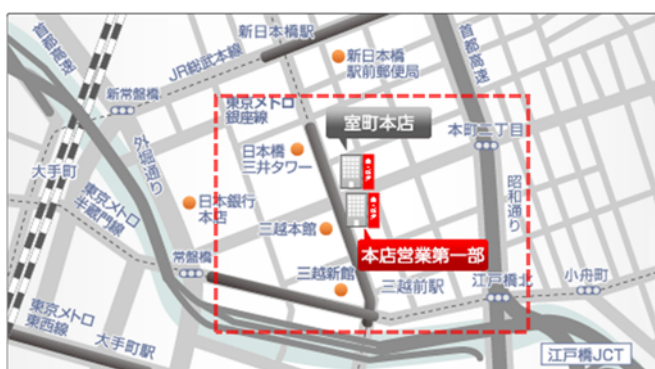 新日本橋駅
首都高速
JR総武本線
新日本橋
駅前郵便局
新常盤橋
外堀通り
東京メトロ
銀座線
室町本店
本町二丁目
日本橋
三井タワー
大手町
東京メトロ
半蔵門線
昭和通り
日本銀行
本店
三越本館
本店営業第一部
常盤橋
三越新館
三越前駅
江戸橋北
小舟町
東京メトロ
東西線
大手町駅
江戸橋JCT